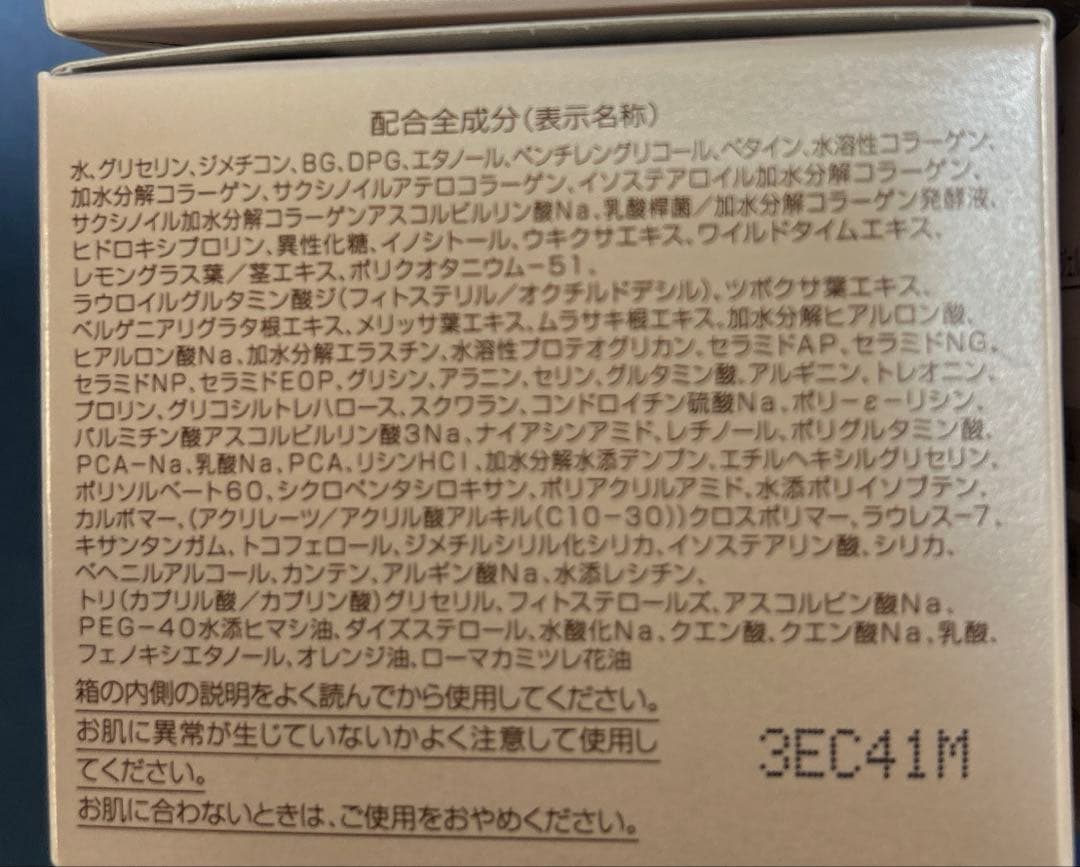 配合全成分(表示名称)
水、グリセリン、ジメチコン、BG、DPG、エタノール、ペンチレングリコール、ベタイン、水溶性コラーゲン、
加水分解コラーゲン、サクシノイルアテロコラーゲン、イソステアロイル加水分解コラーゲン、
サクシノイル加水分解コラーゲンアスコルビルリン酸Na、乳酸桿菌/加水分解コラーゲン発酵液、
ヒドロキシプロリン、異性化糖、イノシトール、ウキクサエキス、ワイルドタイムエキス、
レモングラス葉/茎エキス、ポリクオタニウム-51、
ラウロイルグルタミン酸ジ(フィトステリル/オクチルドデシル)、ツボクサ葉エキス、
ベルゲニアリグラタ根エキス、メリッサ葉エキス、ムラサキ根エキス、加水分解ヒアルロン酸、
ヒアルロン酸Na、加水分解エラスチン、水溶性プロテオグリカン、セラミドAP、セラミドNG、
セラミドNP、セラミドEOP、グリシン、アラニン、セリン、グルタミン酸、アルギニン、トレオニン、
プロリン、グリコシルトレハロース、スクワラン、コンドロイチン硫酸Na、ポリ-ε-リシン、
パルミチン酸アスコルビルリン酸3Na、ナイアシンアミド、レチノール、ポリグルタミン酸、
PCA-Na、乳酸Na、PCA、リシンHCl、加水分解水添デンプン、エチルヘキシルグリセリン、
ポリソルベート60、シクロペンタシロキサン、ポリアクリルアミド、水添ポリイソブテン、
カルボマー、(アクリレーツ/アクリル酸アルキル(C10-30))クロスポリマー、ラウレス-7、
キサンタンガム、トコフェロール、ジメチルシリル化シリカ、イソステアリン酸、シリカ、
ベヘニルアルコール、カンテン、アルギン酸Na、水添レシチン、
トリ(カプリル酸/カプリン酸)グリセリル、フィトステロールズ、アスコルビン酸Na、
PEG-40水添ヒマシ油、ダイズステロール、水酸化Na、クエン酸、クエン酸Na、乳酸、
フェノキシエタノール、オレンジ油、ローマカミツレ花油
箱の内側の説明をよく読んでから使用してください。
お肌に異常が生じていないかよく注意して使用し
てください。
お肌に合わないときは、ご使用をおやめください。
3EC41M